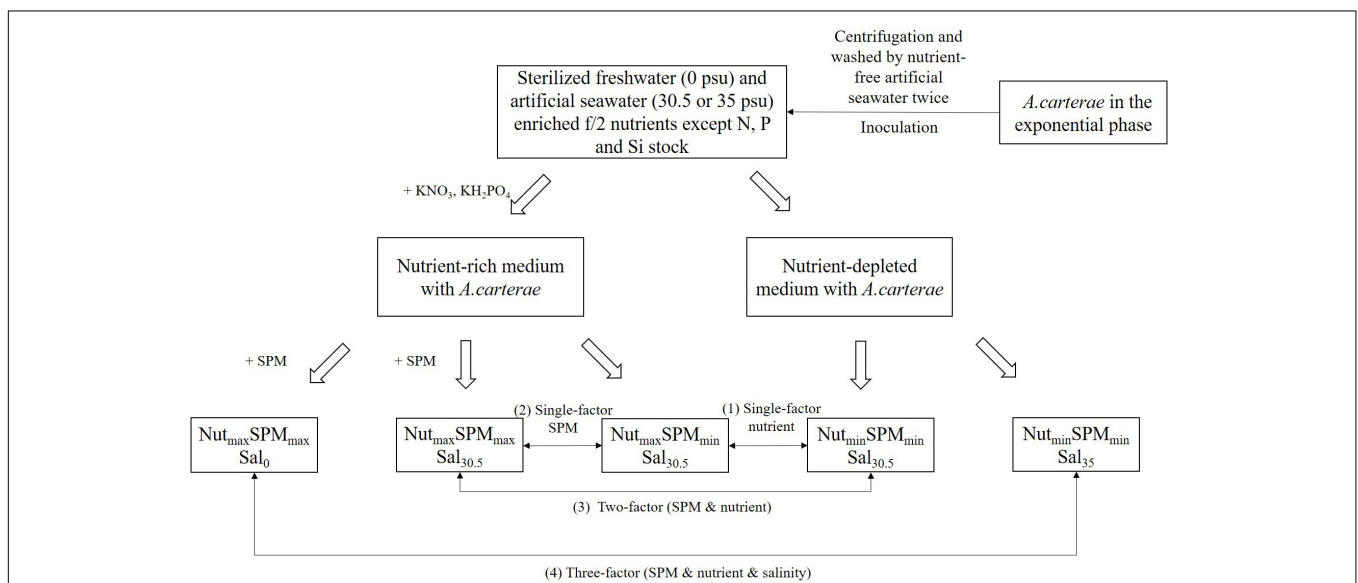 Centrifugation and
washed by nutrient-
free artificial
seawater twice
Sterilized freshwater (0 psu) and
artificial seawater (30.5 or 35 psu)
enriched f/2 nutrients except N, P
and Si stock
Inoculation
A.carterae in the
exponential phase
+ KNO₃, KH₂PO₄
Nutrient-rich medium
with A.carterae
Nutrient-depleted
medium with A.carterae
+ SPM
+ SPM
(2) Single-factor
SPM
(1) Single-factor
nutrient
NutₘₐₓSPMₘₐₓ
Sal₀
NutₘₐₓSPMₘₐₓ
Sal₃₀.₅
NutₘₐₓSPMₘᵢₙ
Sal₃₀.₅
NutₘᵢₙSPMₘᵢₙ
Sal₃₀.₅
NutₘᵢₙSPMₘᵢₙ
Sal₃₅
(3) Two-factor (SPM & nutrient)
(4) Three-factor (SPM & nutrient & salinity)